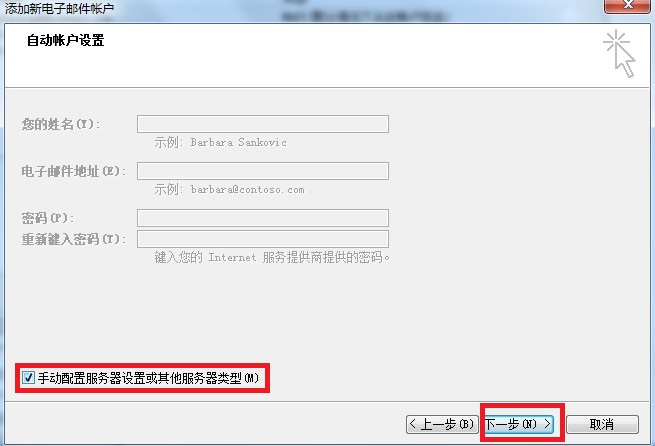 添加新电子邮件帐户
自动帐户设置
您的姓名(Y):
示例: Barbara Sankovic
电子邮件地址(E):
示例: barbara@contoso.com
密码(P):
重新键入密码(T):
键入您的 Internet 服务提供商提供的密码。
手动配置服务器设置或其他服务器类型(M)
< 上一步(B) 下一步(N) > 取消